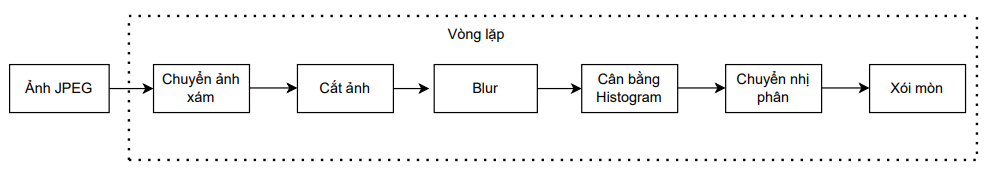 Vòng lặp
Ảnh JPEG
Chuyển ảnh
xám
Cắt ảnh
Blur
Cân bằng
Histogram
Chuyển nhị
phân
Xói mòn